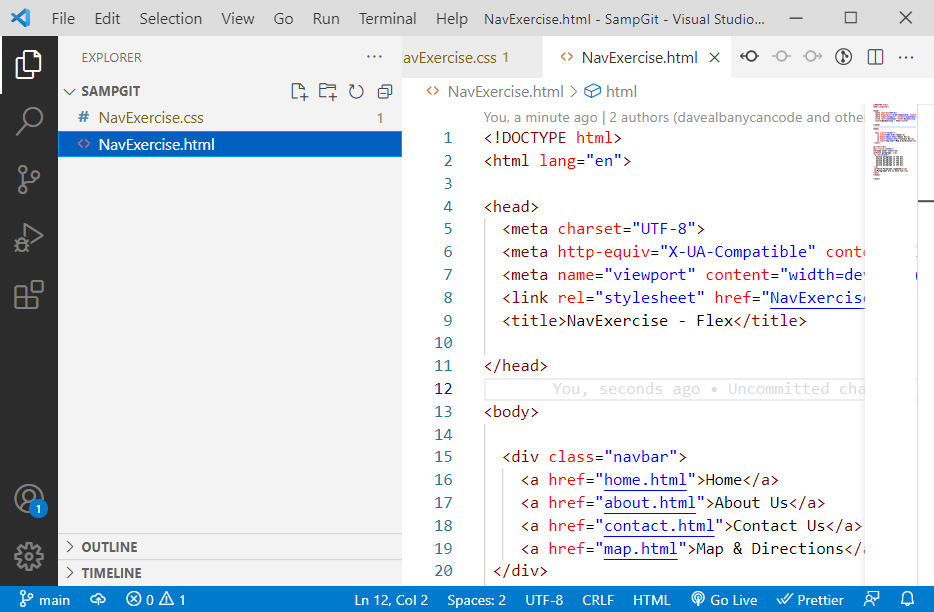 File Edit Selection View Go Run Terminal Help NavExercise.html - SampGit - Visual Studio...
EXPLORER
SAMPGIT
# NavExercise.css 1
<> NavExercise.html
OUTLINE
TIMELINE
avExercise.css 1 <> NavExercise.html
<> NavExercise.html > html
You, a minute ago | 2 authors (davealbanycancode and othe
1 <!DOCTYPE html>
2 <html lang="en">
3
4 <head>
5 <meta charset="UTF-8">
6 <meta http-equiv="X-UA-Compatible" conte
7 <meta name="viewport" content="width=dev
8 <link rel="stylesheet" href="NavExercise
9 <title>NavExercise - Flex</title>
10
11 </head>
12 You, seconds ago • Uncommitted cha
13 <body>
14
15 <div class="navbar">
16 <a href="home.html">Home</a>
17 <a href="about.html">About Us</a>
18 <a href="contact.html">Contact Us</a>
19 <a href="map.html">Map & Directions</a
20 </div>
1
main 0 1 Ln 12, Col 2 Spaces: 2 UTF-8 CRLF HTML Go Live Prettier